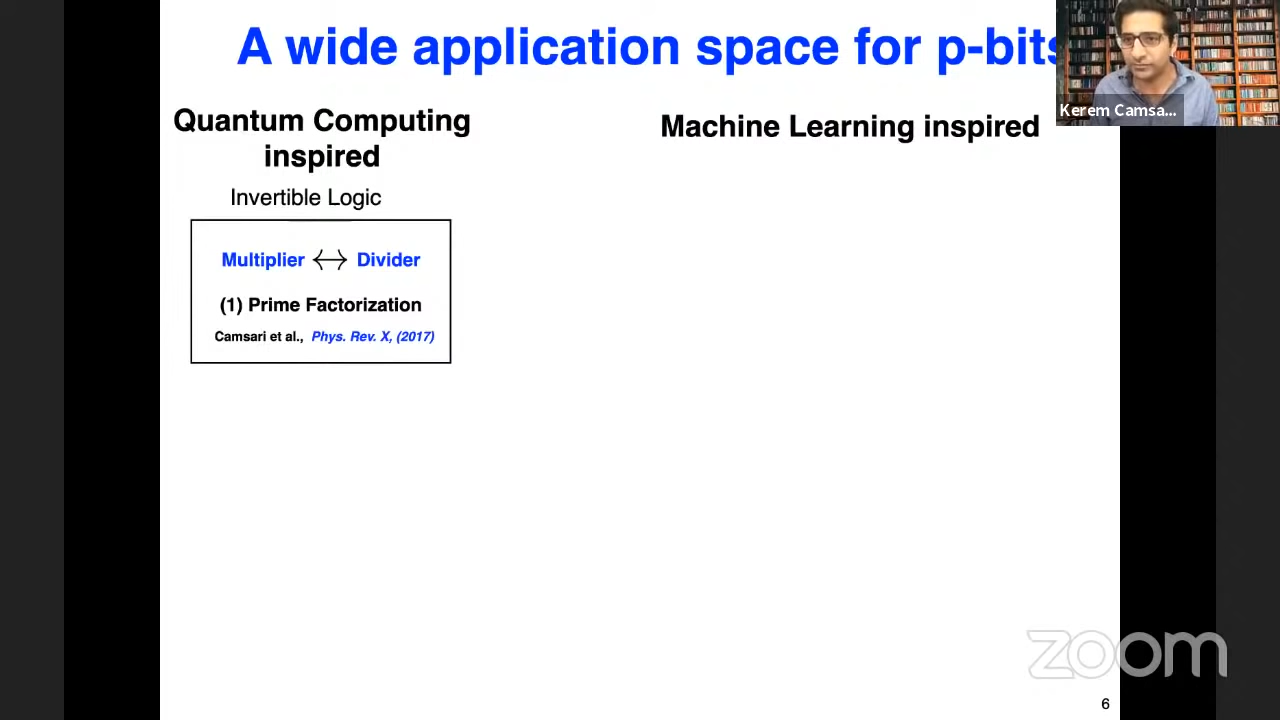 A wide application space for p-bits
Kerem Camsa...
Quantum Computing
inspired
Machine Learning inspired
Invertible Logic
Multiplier ↔ Divider
(1) Prime Factorization
Camsari et al., Phys. Rev. X, (2017)
zoom
6